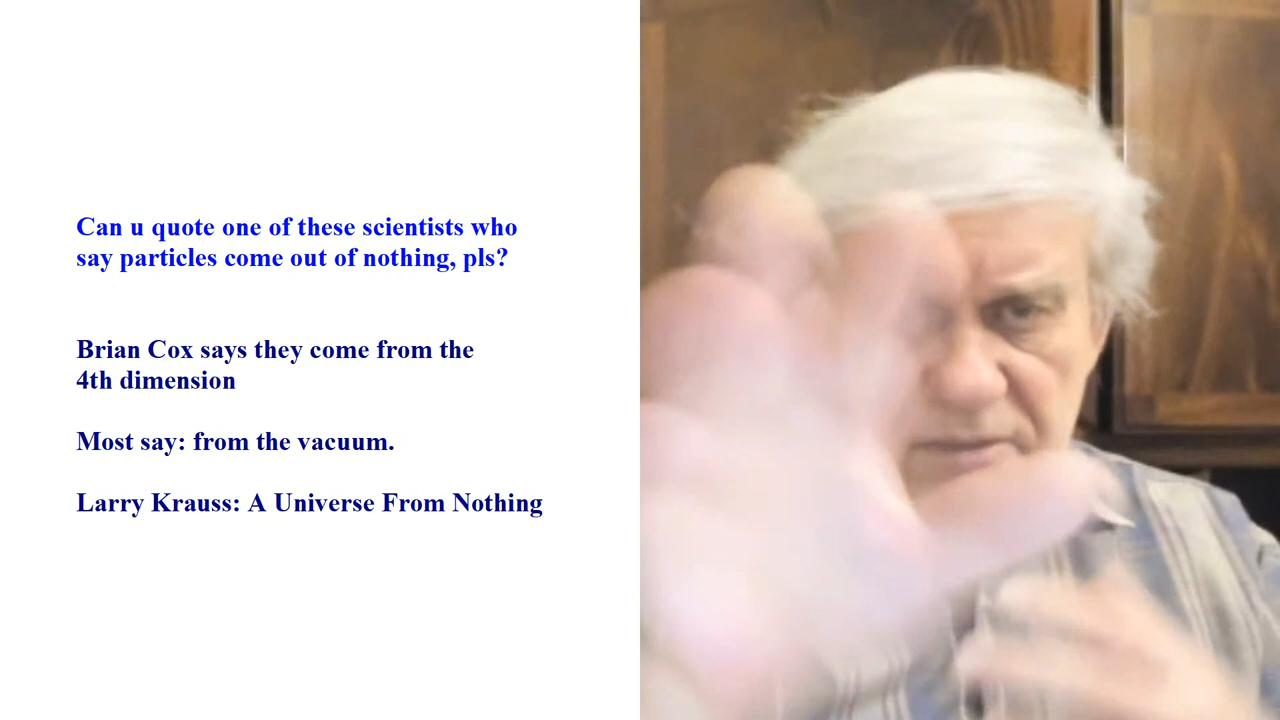 Can u quote one of these scientists who
say particles come out of nothing, pls?
Brian Cox says they come from the
4th dimension
Most say: from the vacuum.
Larry Krauss: A Universe From Nothing